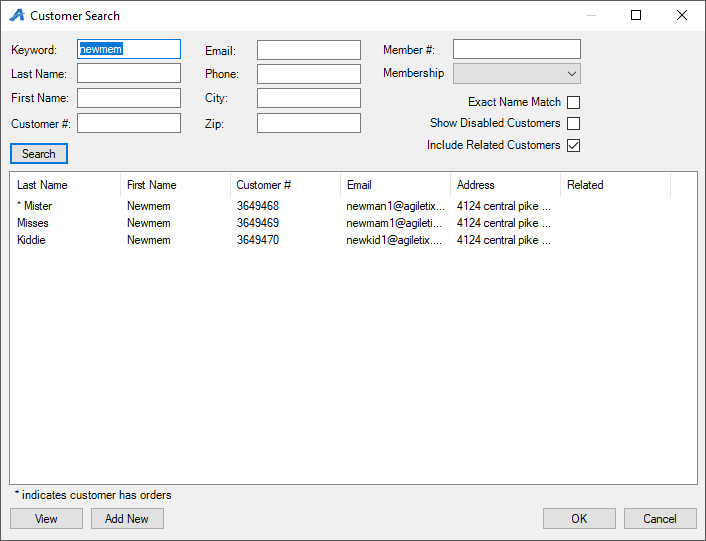 Customer Search
Keyword: newmem Email: Member #:
Last Name: Phone: Membership
First Name: City: Exact Name Match
Customer #: Zip: Show Disabled Customers
Search Include Related Customers
Last Name First Name Customer # Email Address Related
* Mister Newmem 3649468 newman1@agiletix... 4124 central pike ...
Misses Newmem 3649469 newmam1@agileti... 4124 central pike ...
Kiddie Newmem 3649470 newkid1@agiletix.... 4124 central pike ...
* indicates customer has orders
View Add New OK Cancel